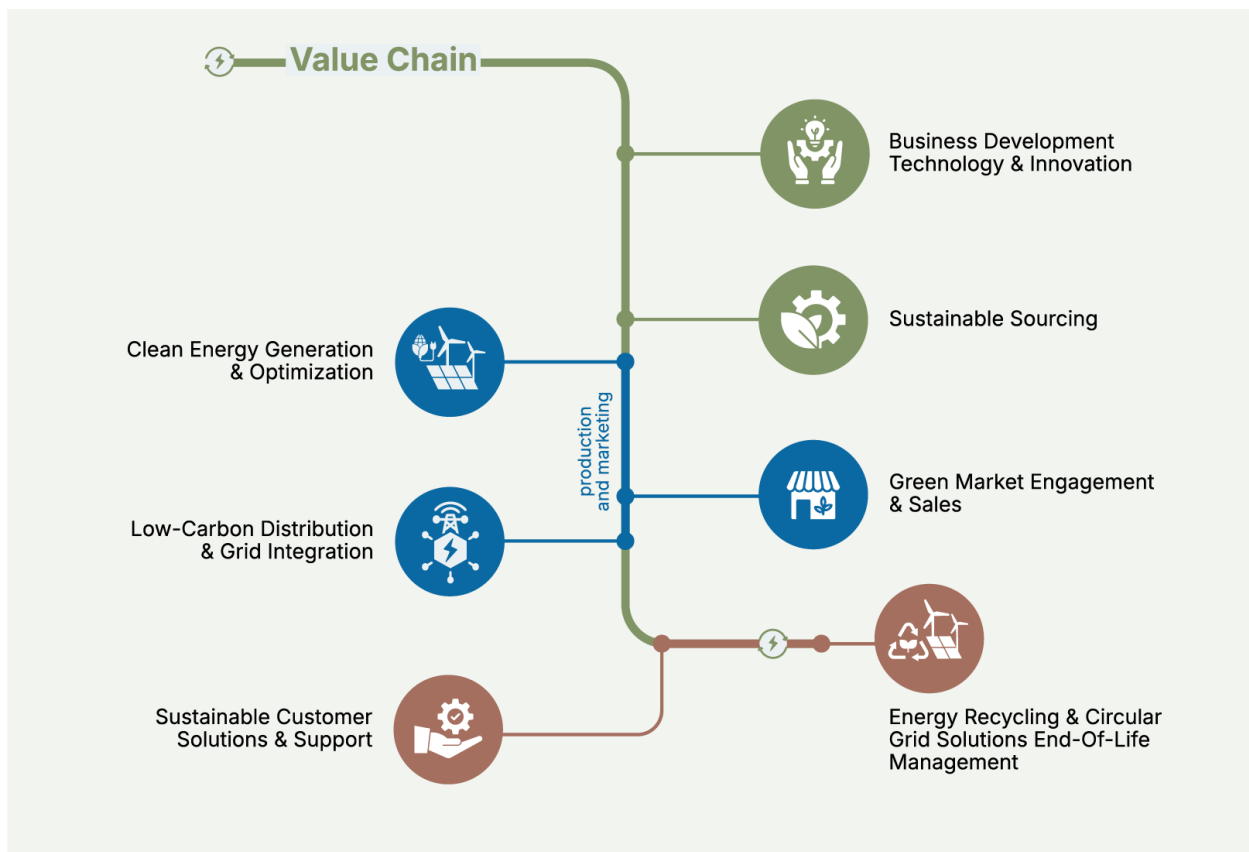 Value Chain
Business Development
Technology & Innovation
Sustainable Sourcing
Clean Energy Generation
& Optimization
production
and marketing
Green Market Engagement
& Sales
Low-Carbon Distribution
& Grid Integration
Sustainable Customer
Solutions & Support
Energy Recycling & Circular
Grid Solutions End-Of-Life
Management